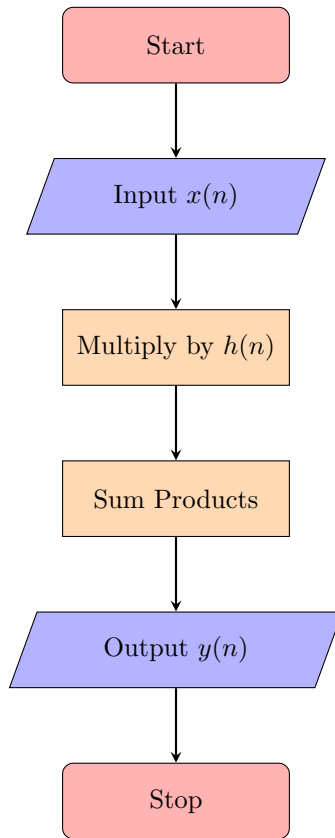 Start
Input x(n)
Multiply by h(n)
Sum Products
Output y(n)
Stop